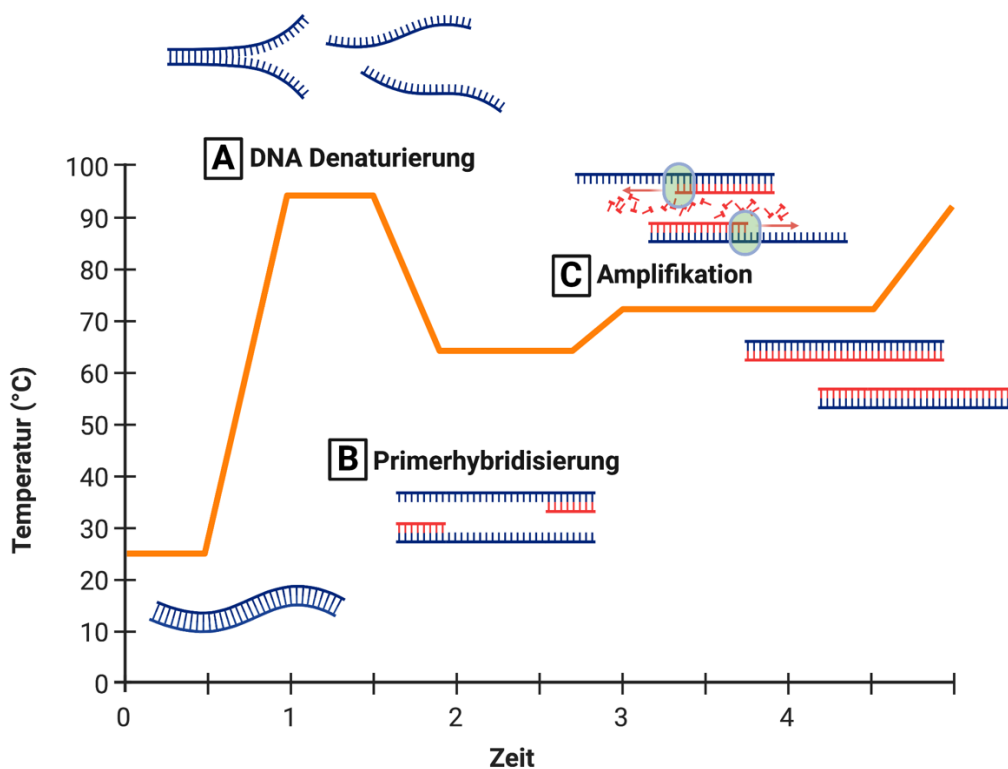 A DNA Denaturierung
100
90
80
70
60
50
40
30
20
10
0
Temperatur (°C)
C Amplifikation
B Primerhybridisierung
0 1 2 3 4
Zeit